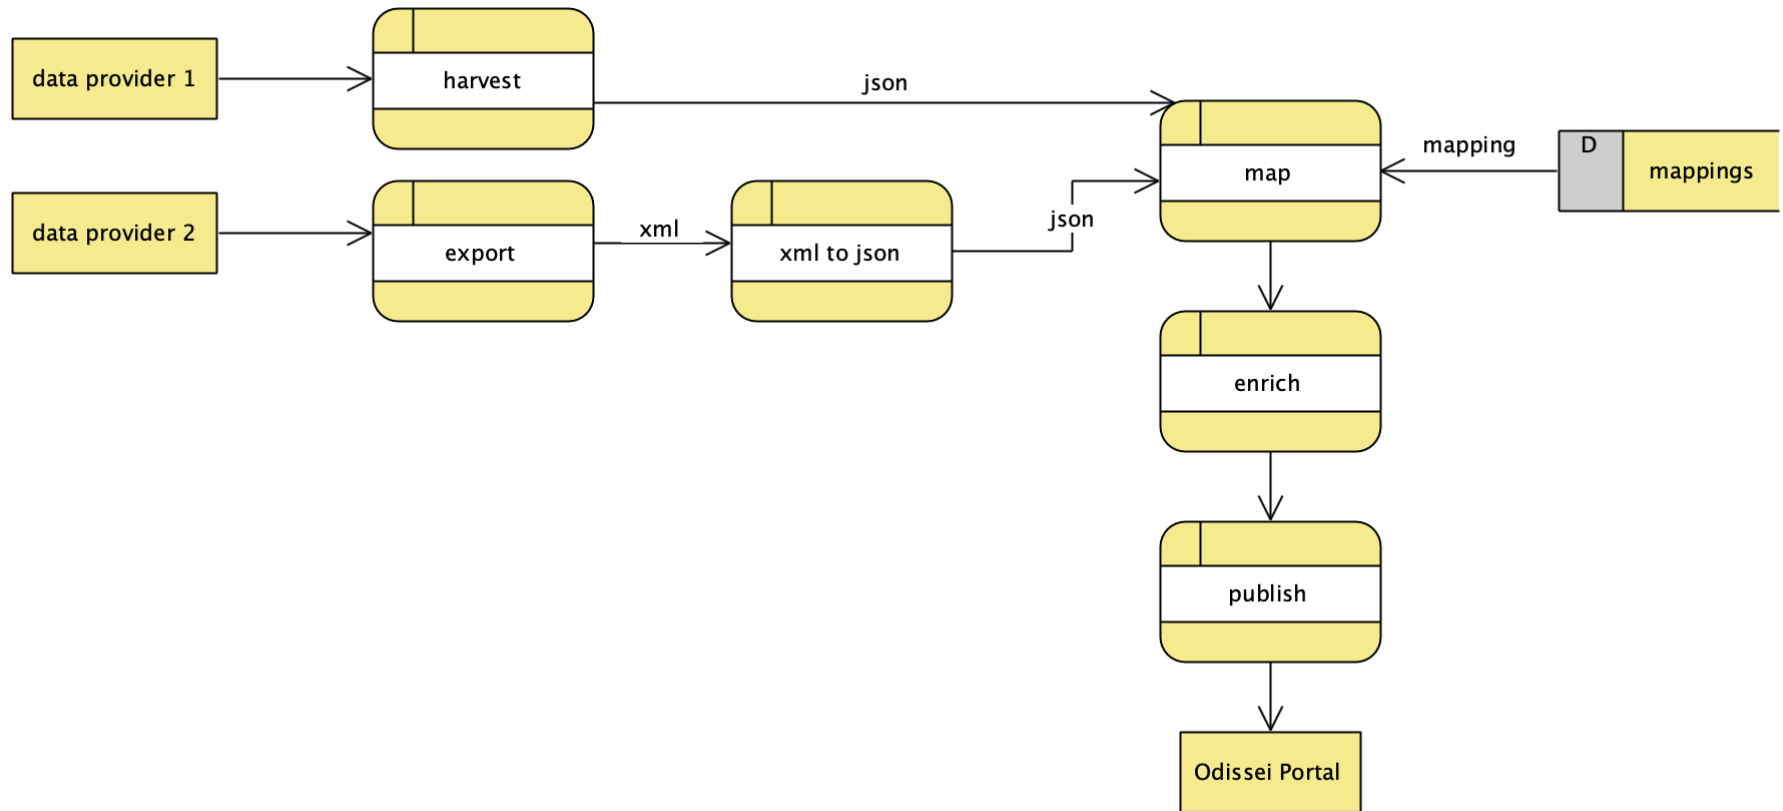 data provider 1
harvest
json
map
mapping
D
mappings
data provider 2
export
xml
xml to json
json
enrich
publish
Odissei Portal